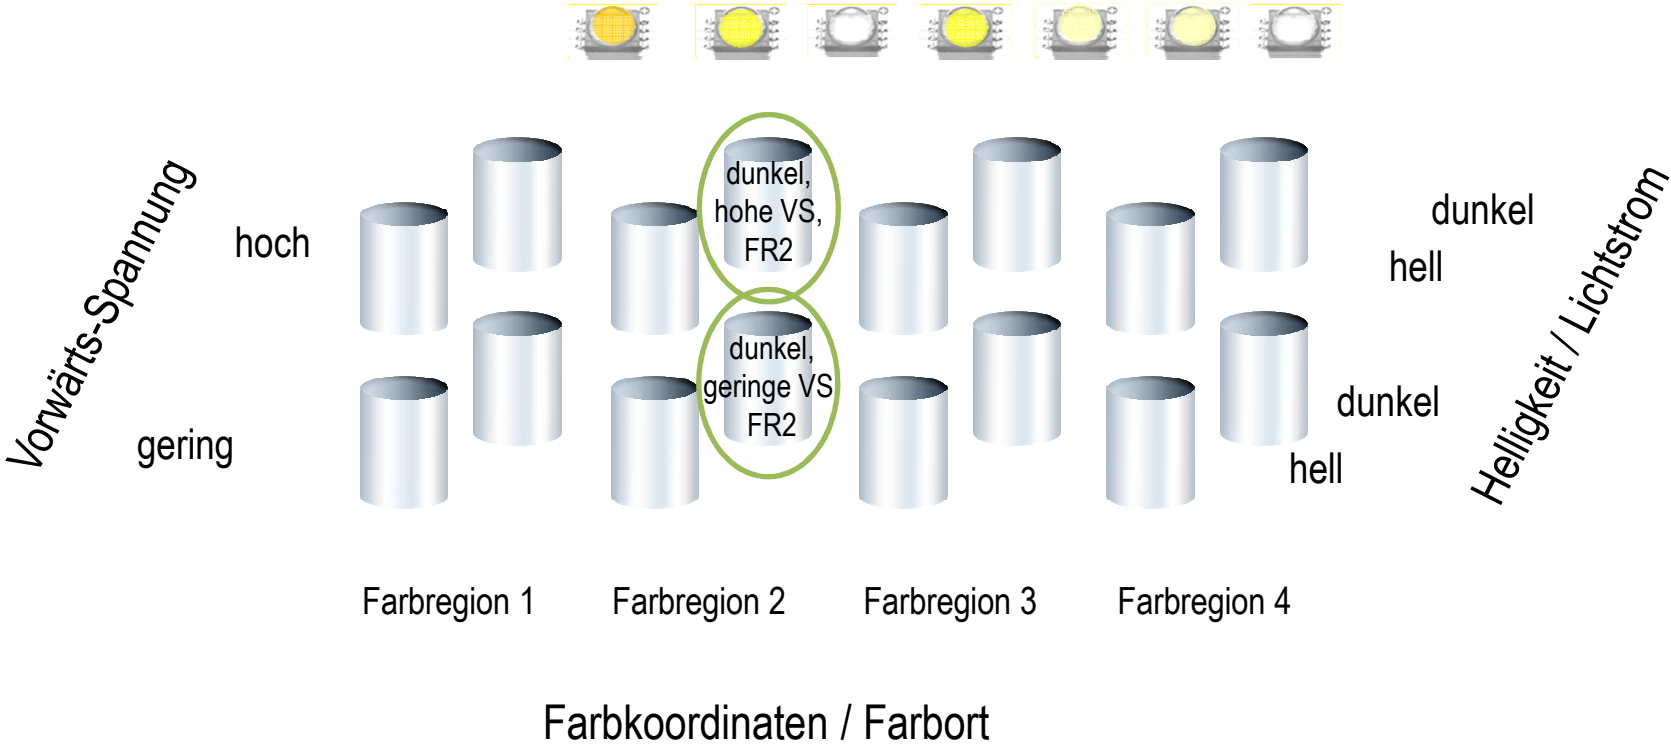 Vorwärts-Spannung
hoch
gering
dunkel,
hohe VS,
FR2
dunkel,
geringe VS
FR2
dunkel
hell
dunkel
hell
Helligkeit / Lichtstrom
Farbregion 1
Farbregion 2
Farbregion 3
Farbregion 4
Farbkoordinaten / Farbort